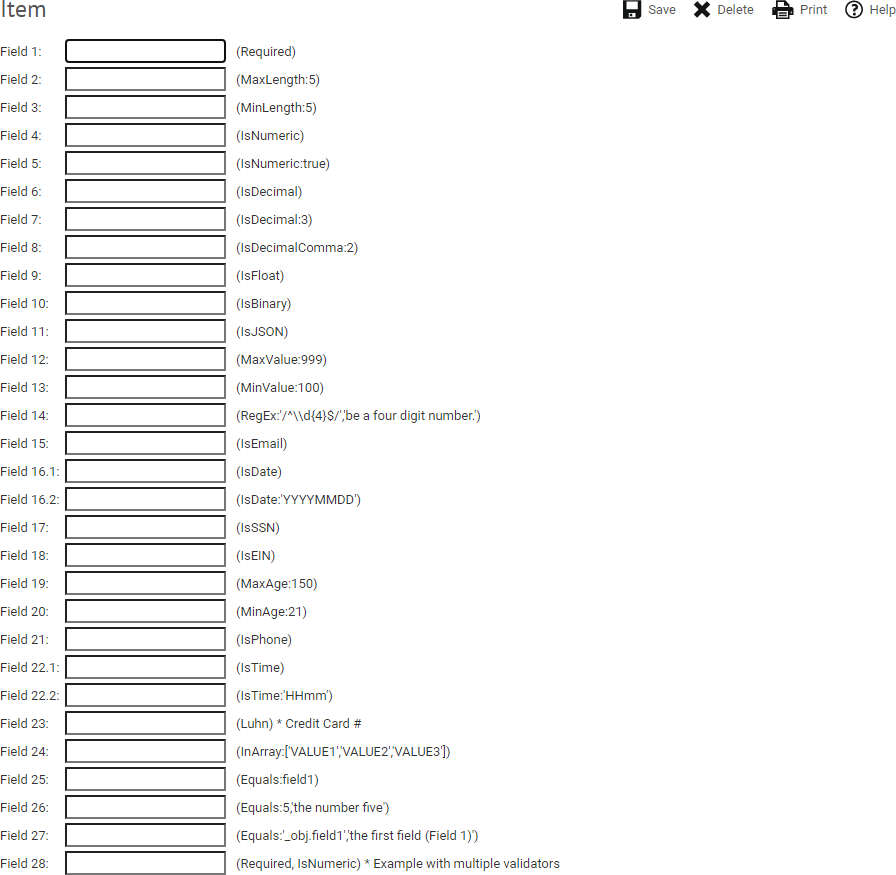 Item Save Delete Print Help
Field 1: (Required)
Field 2: (MaxLength:5)
Field 3: (MinLength:5)
Field 4: (IsNumeric)
Field 5: (IsNumeric:true)
Field 6: (IsDecimal)
Field 7: (IsDecimal:3)
Field 8: (IsDecimalComma:2)
Field 9: (IsFloat)
Field 10: (IsBinary)
Field 11: (IsJSON)
Field 12: (MaxValue:999)
Field 13: (MinValue:100)
Field 14: (RegEx:'/^\\d{4}$/','be a four digit number.')
Field 15: (IsEmail)
Field 16.1: (IsDate)
Field 16.2: (IsDate:'YYYYMMDD')
Field 17: (IsSSN)
Field 18: (IsEIN)
Field 19: (MaxAge:150)
Field 20: (MinAge:21)
Field 21: (IsPhone)
Field 22.1: (IsTime)
Field 22.2: (IsTime:'HHmm')
Field 23: (Luhn) * Credit Card #
Field 24: (InArray:['VALUE1','VALUE2','VALUE3'])
Field 25: (Equals:field1)
Field 26: (Equals:5,'the number five')
Field 27: (Equals:'_obj.field1','the first field (Field 1)')
Field 28: (Required, IsNumeric) * Example with multiple validators